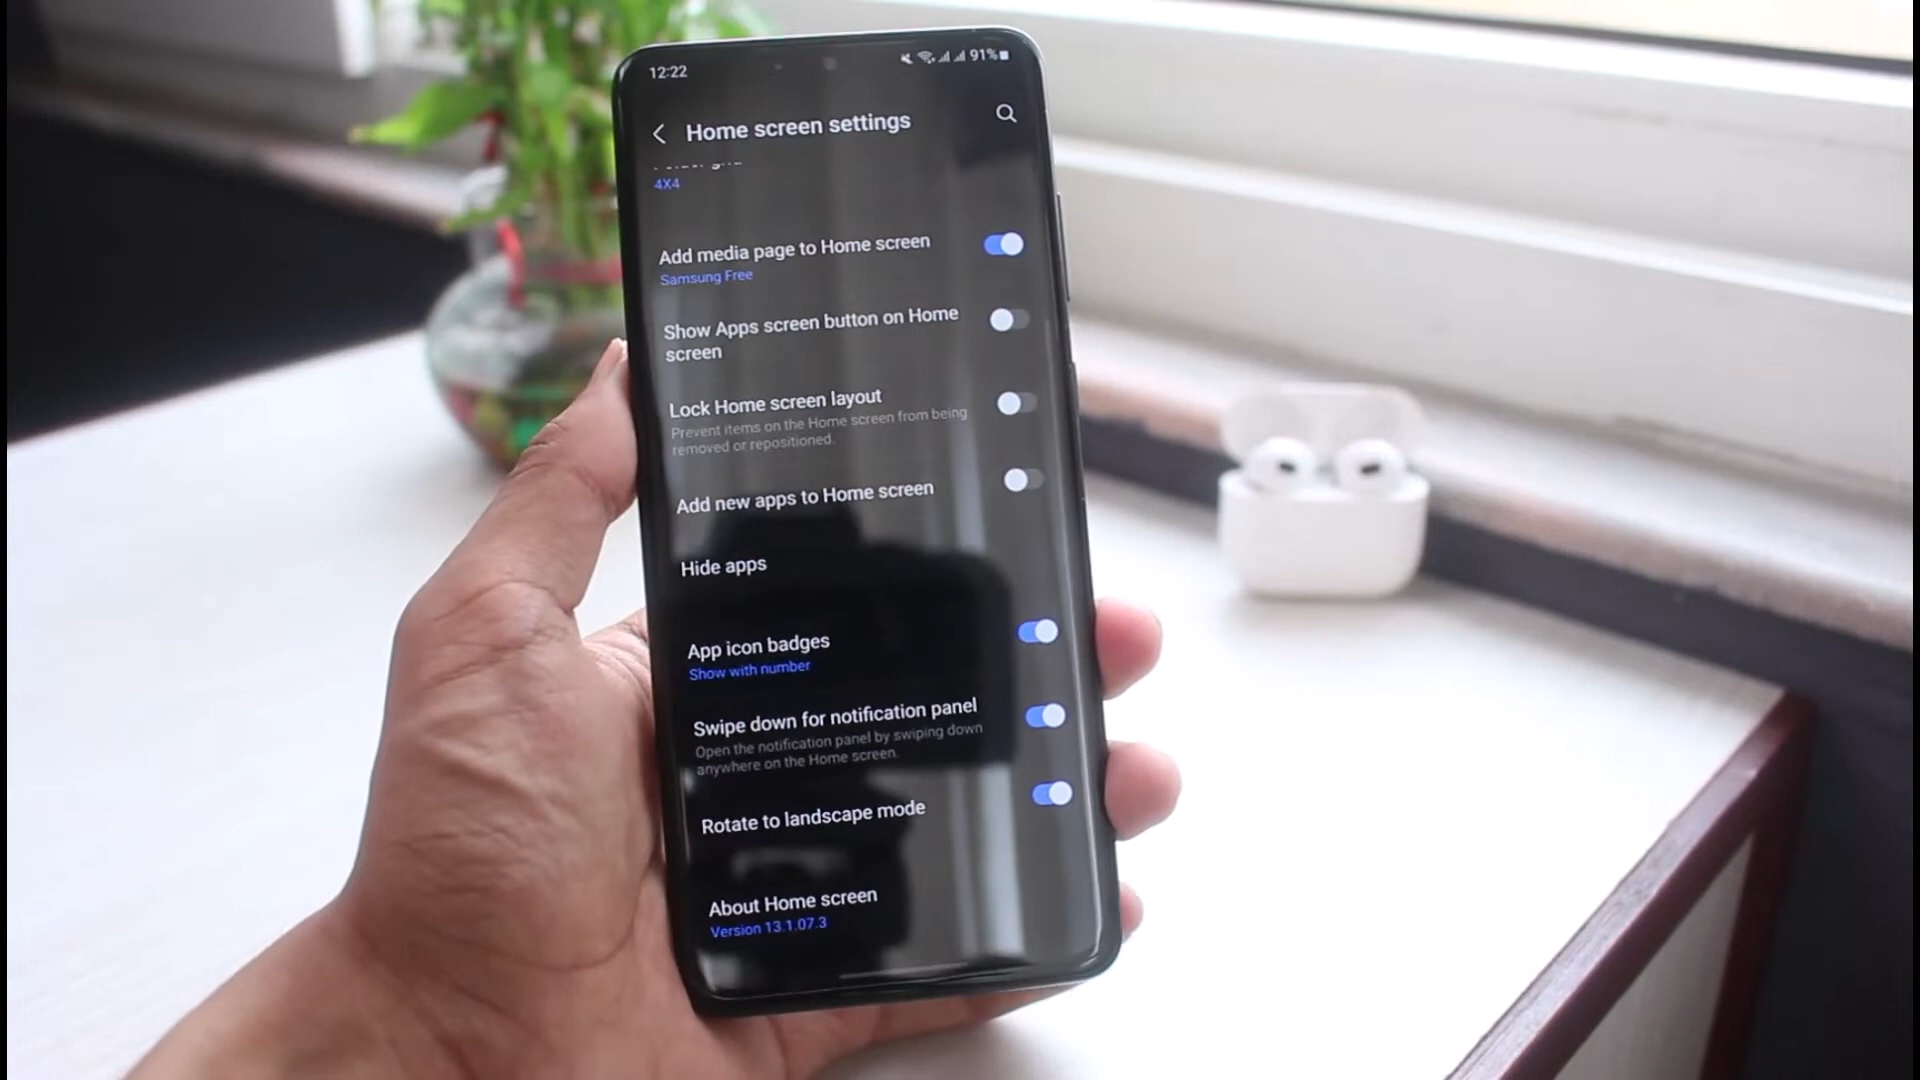 12:22
91%
Home screen settings
4X4
Add media page to Home screen
Samsung Free
Show Apps screen button on Home
screen
Lock Home screen layout
Prevent items on the Home screen from being
removed or repositioned.
Add new apps to Home screen
Hide apps
App icon badges
Show with number
Swipe down for notification panel
Open the notification panel by swiping down
anywhere on the Home screen.
Rotate to landscape mode
About Home screen
Version 13.1.07.3